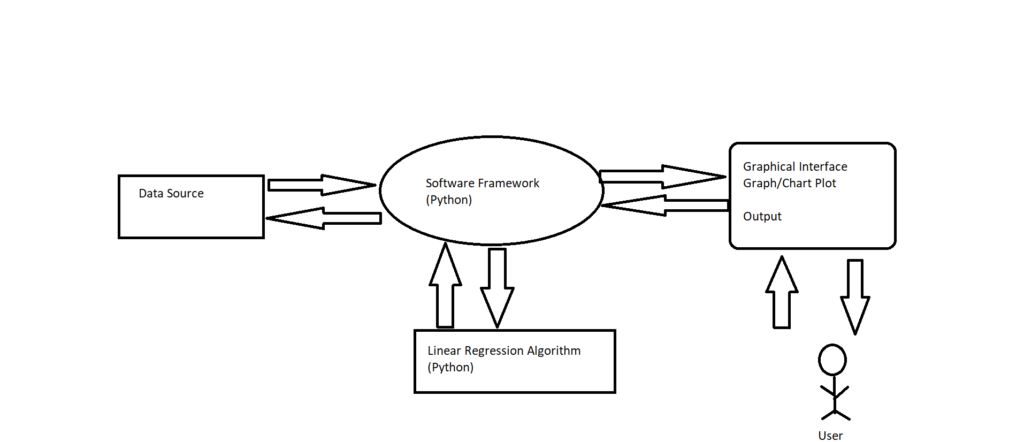 Data Source
Software Framework
(Python)
Graphical Interface
Graph/Chart Plot
Output
Linear Regression Algorithm
(Python)
User